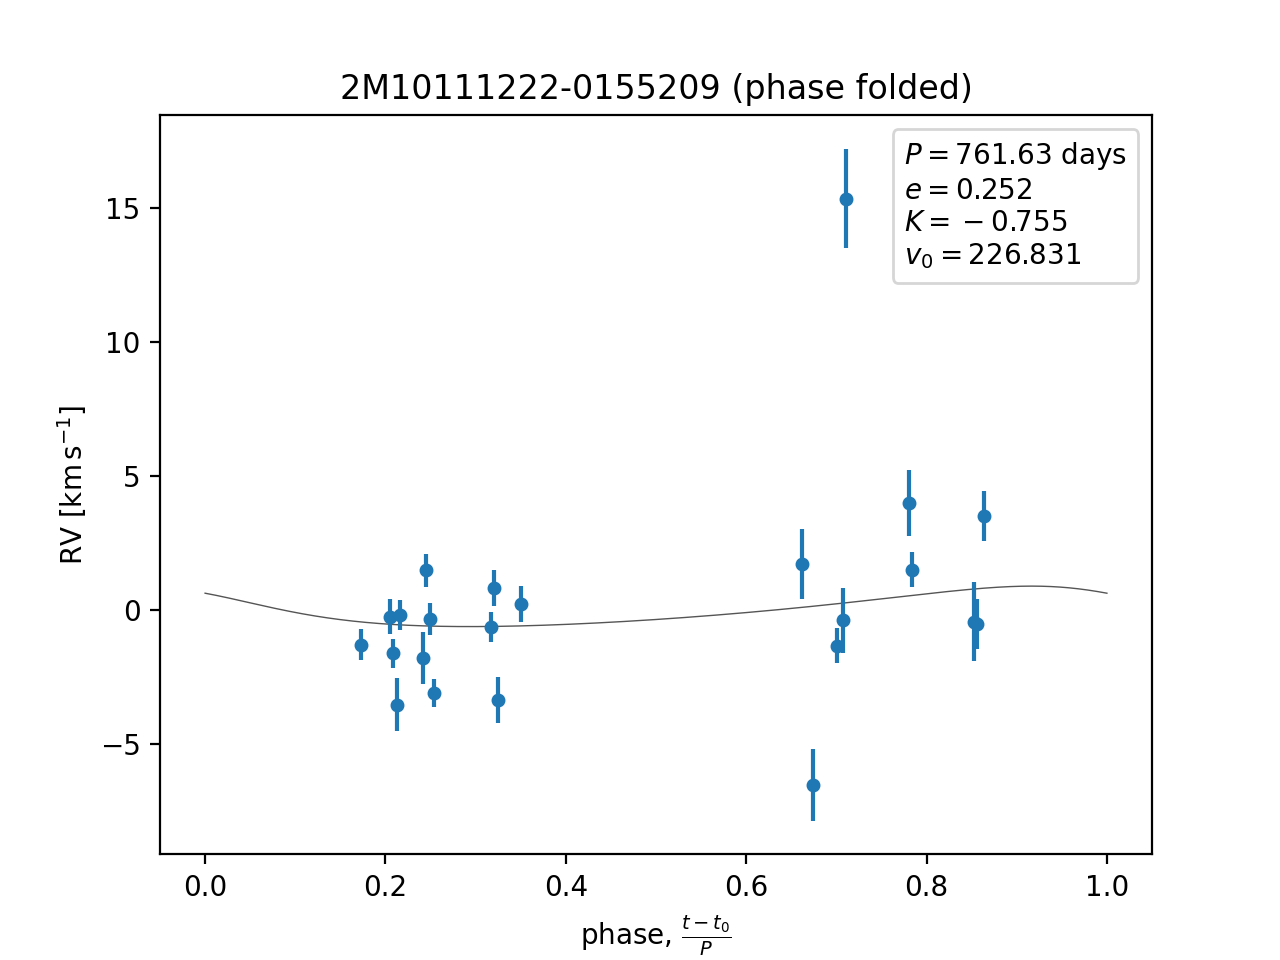 2M10111222-0155209 (phase folded)
P = 761.63 days
e = 0.252
K = −0.755
v₀ = 226.831
15
10
5
0
−5
RV [km s⁻¹]
0.0 0.2 0.4 0.6 0.8 1.0
phase, (t − t₀)/P